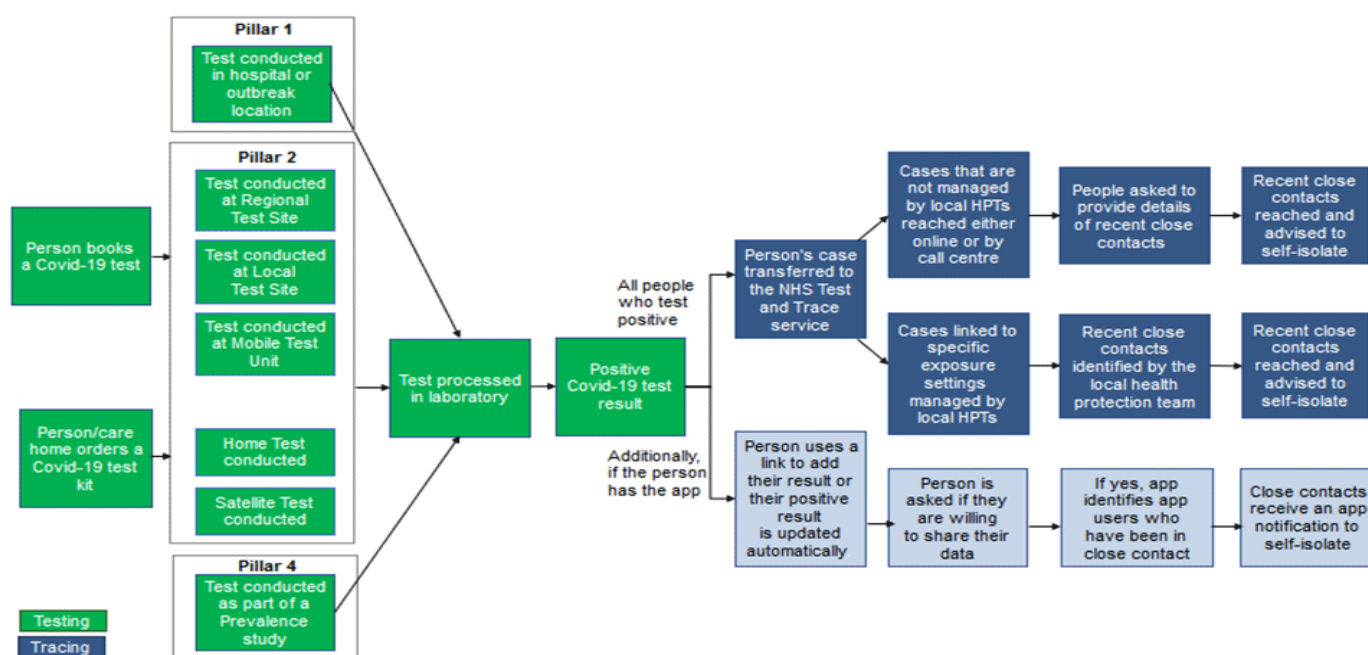 Pillar 1
Test conducted
in hospital or
outbreak
location
Pillar 2
Test conducted
at Regional
Test Site
Test conducted
at Local
Test Site
Test conducted
at Mobile Test
Unit
Home Test
conducted
Satellite Test
conducted
Pillar 4
Test conducted
as part of a
Prevalence
study
Person books
a Covid-19 test
Person/care
home orders a
Covid-19 test
kit
Test processed
in laboratory
Positive
Covid-19 test
result
All people
who test
positive
Additionally,
if the person
has the app
Person's case
transferred to
the NHS Test
and Trace
service
Cases that are
not managed
by local HPTs
reached either
online or by
call centre
People asked to
provide details
of recent close
contacts
Recent close
contacts
reached and
advised to
self-isolate
Cases linked to
specific
exposure
settings
managed by
local HPTs
Recent close
contacts
identified by the
local health
protection team
Recent close
contacts
reached and
advised to
self-isolate
Person uses a
link to add
their result or
their positive
result
is updated
automatically
Person is
asked if they
are willing
to share their
data
If yes, app
identifies app
users who
have been in
close contact
Close contacts
receive an app
notification to
self-isolate
Testing
Tracing